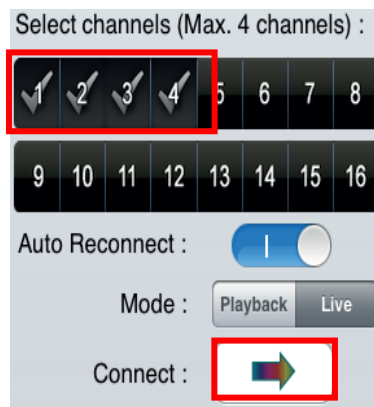 Select channels (Max. 4 channels) :
1 2 3 4 5 6 7 8
9 10 11 12 13 14 15 16
Auto Reconnect : I
Mode : Playback Live
Connect :